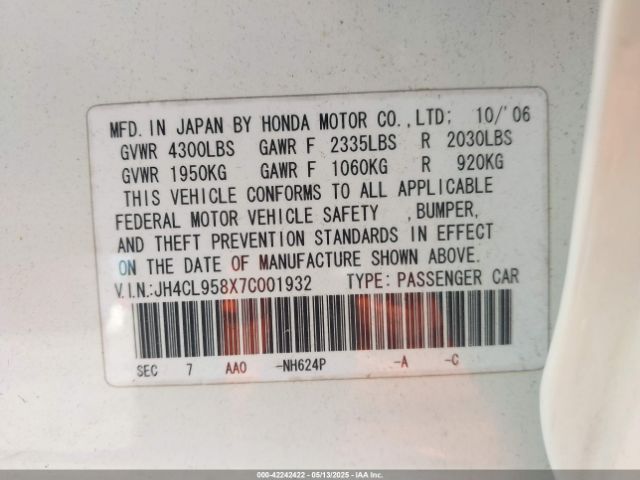 MFD. IN JAPAN BY HONDA MOTOR CO.,LTD; 10/'06
GVWR 4300LBS GAWR F 2335LBS R 2030LBS
GVWR 1950KG GAWR F 1060KG R 920KG
THIS VEHICLE CONFORMS TO ALL APPLICABLE
FEDERAL MOTOR VEHICLE SAFETY ,BUMPER,
AND THEFT PREVENTION STANDARDS IN EFFECT
ON THE DATE OF MANUFACTURE SHOWN ABOVE.
V.I.N.:JH4CL958X7C001932 TYPE: PASSENGER CAR
SEC 7 AAO -NH624P -A -C
000-42242422 — 05/13/2025 — IAA Inc.